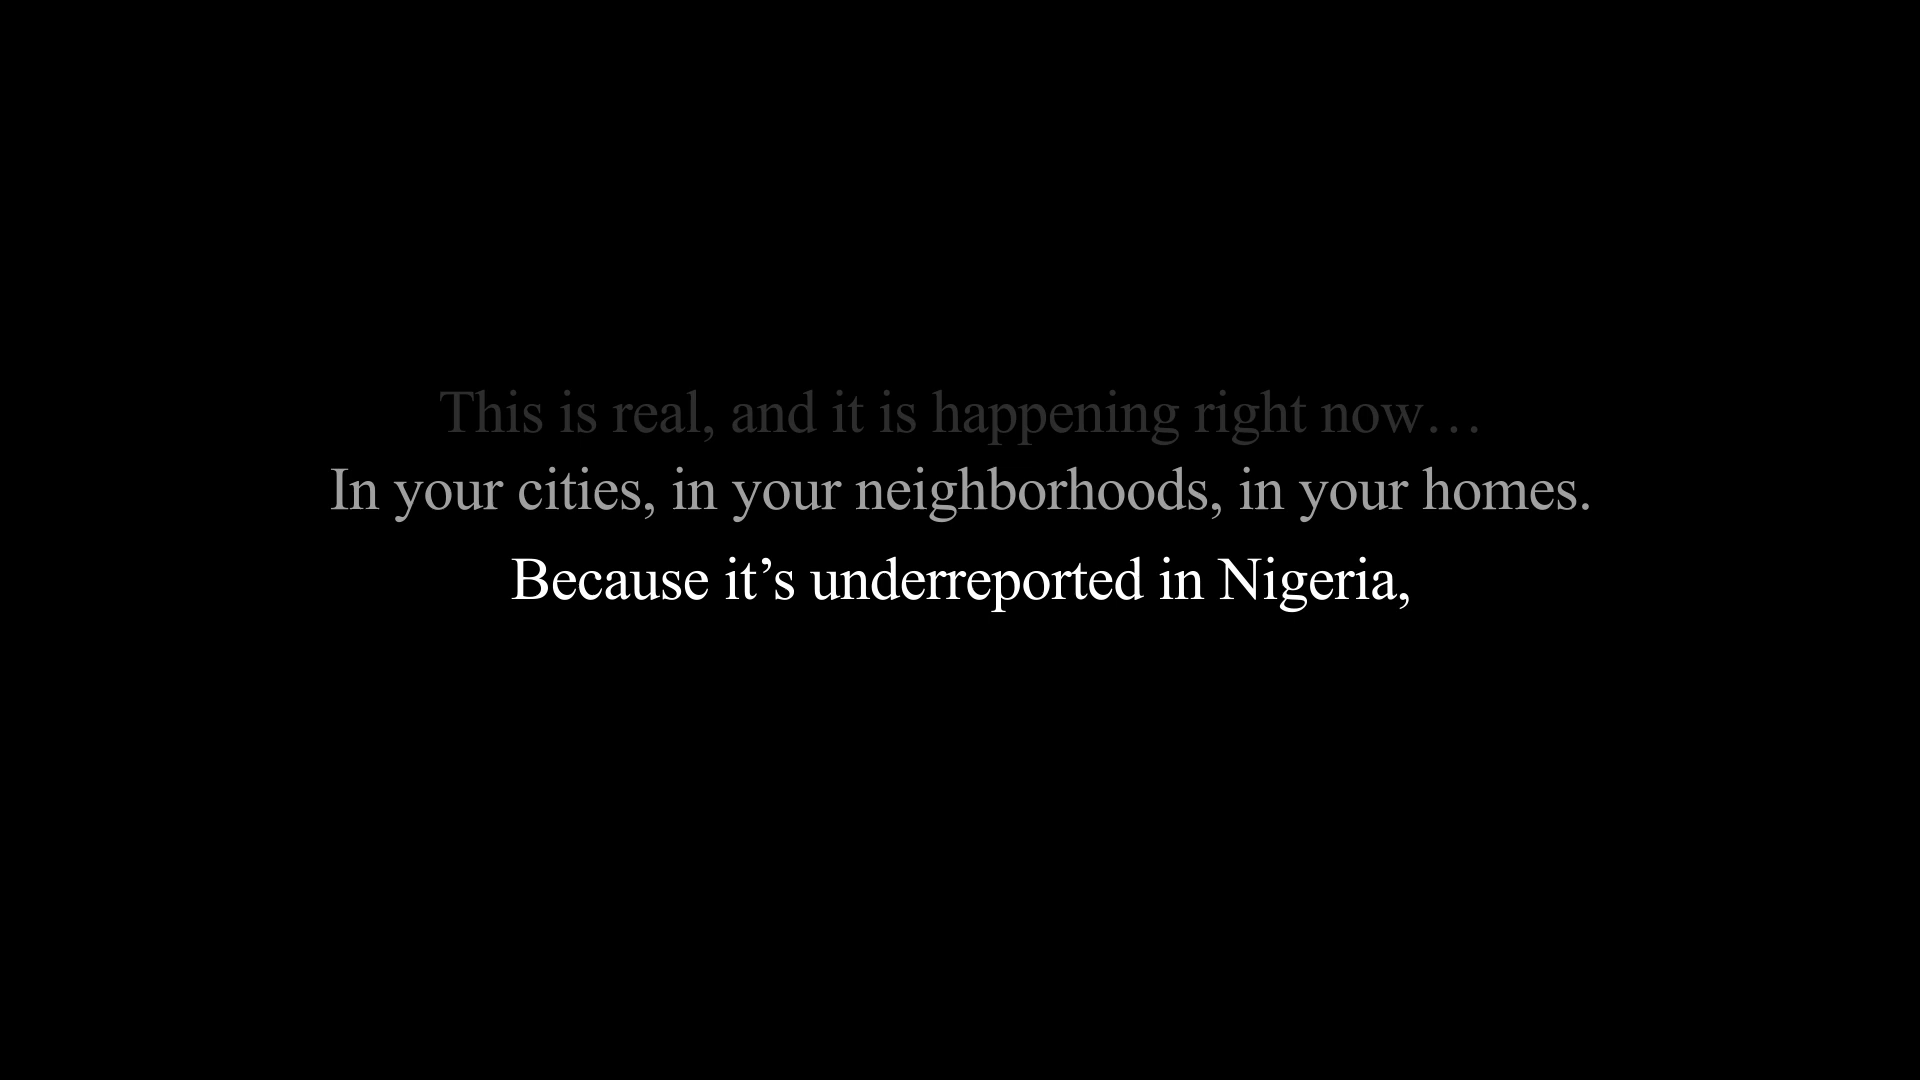 This is real, and it is happening right now…
In your cities, in your neighborhoods, in your homes.
Because it’s underreported in Nigeria,